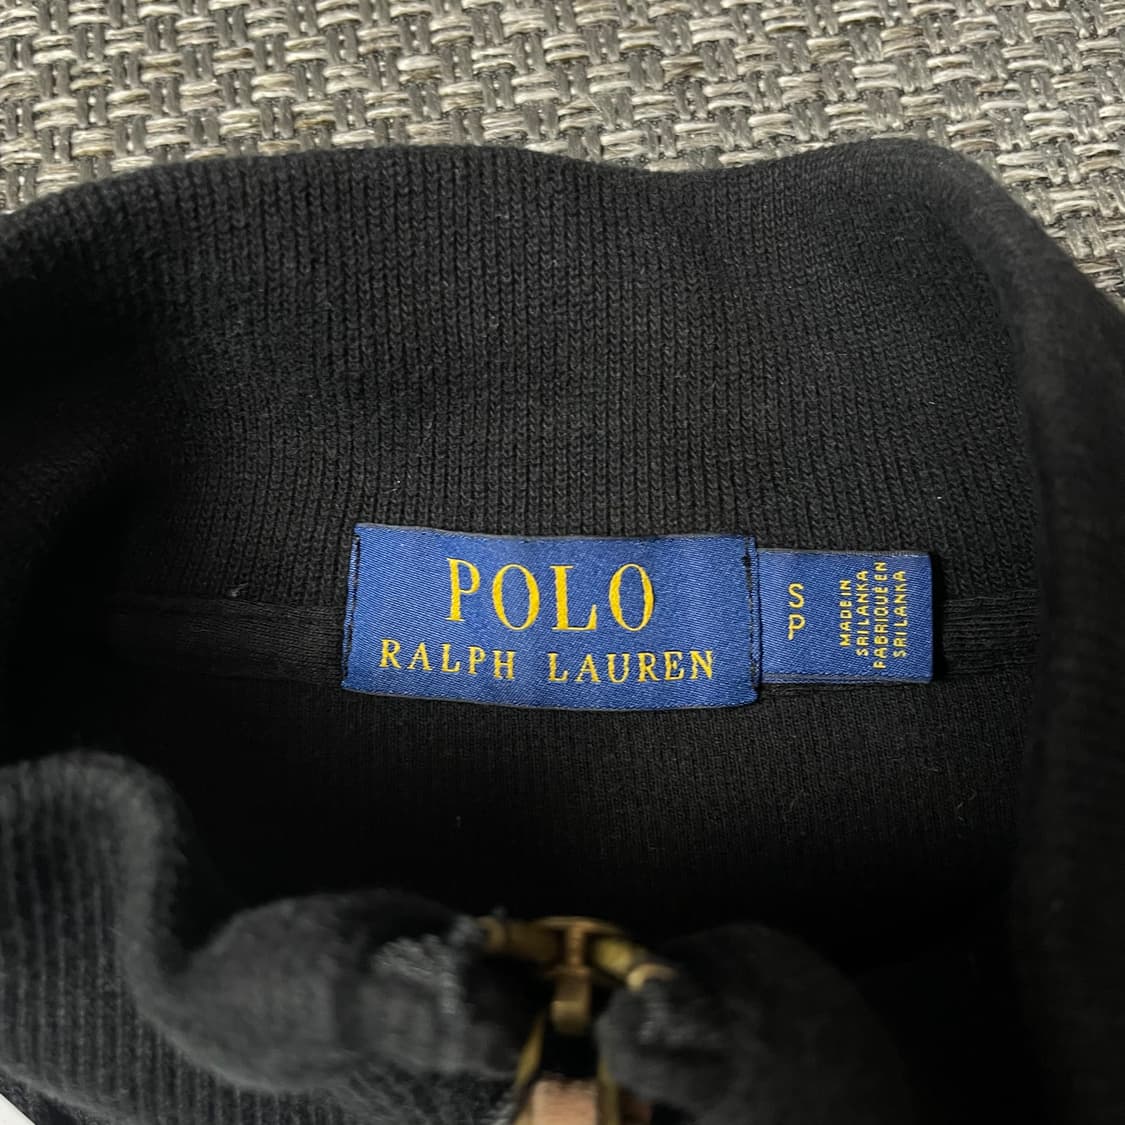 POLO
RALPH LAUREN
S
P
MADE IN
SRI LANKA
FABRIQUÉ EN
SRI LANKA